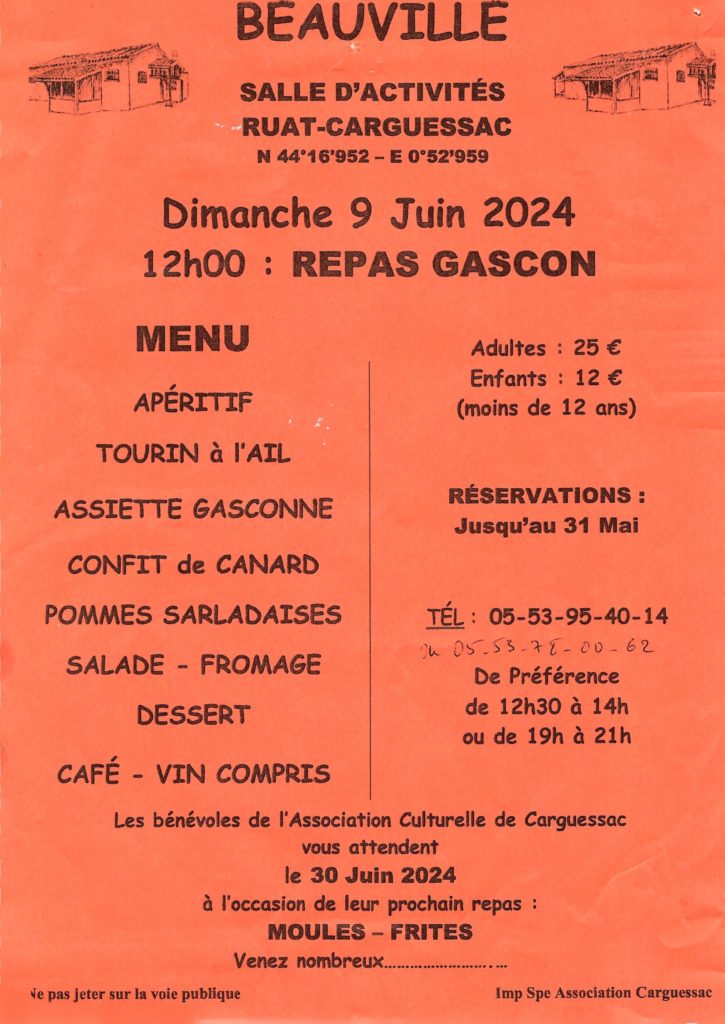 BEAUVILLE
SALLE D'ACTIVITÉS
RUAT-CARGUESSAC
N 44°16'952 – E 0°52'959
Dimanche 9 Juin 2024
12h00 : REPAS GASCON
MENU
APÉRITIF
TOURIN à l'AIL
ASSIETTE GASCONNE
CONFIT de CANARD
POMMES SARLADAISES
SALADE - FROMAGE
DESSERT
CAFÉ - VIN COMPRIS
Adultes : 25 €
Enfants : 12 €
(moins de 12 ans)
RÉSERVATIONS :
Jusqu'au 31 Mai
TÉL : 05-53-95-40-14
ou 05-53-78-00-62
De Préférence
de 12h30 à 14h
ou de 19h à 21h
Les bénévoles de l'Association Culturelle de Carguessac
vous attendent
le 30 Juin 2024
à l'occasion de leur prochain repas :
MOULES – FRITES
Venez nombreux...........................
Ne pas jeter sur la voie publique
Imp Spe Association Carguessac